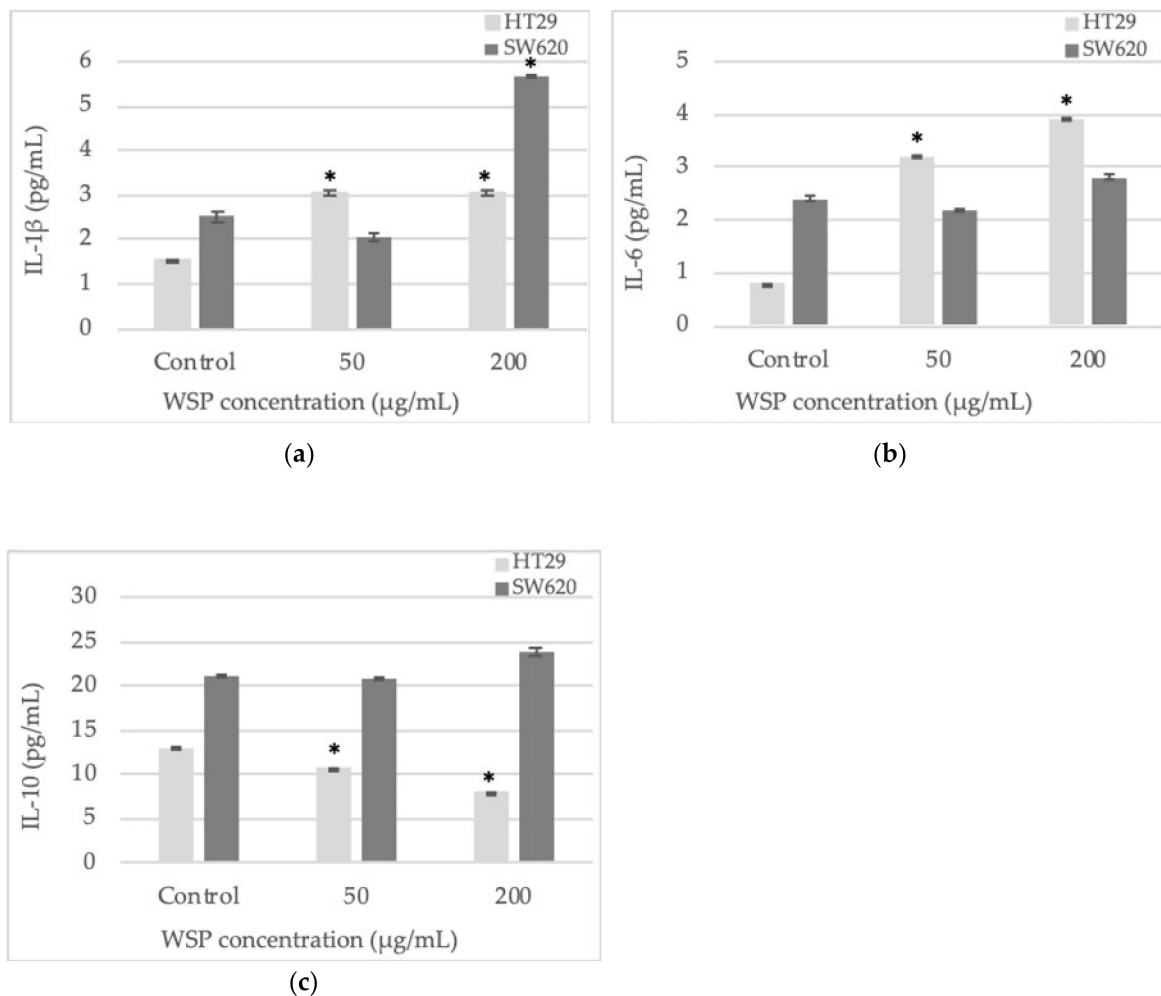 HT29
SW620
6
5
4
3
2
1
0
IL-1β (pg/mL)
*
*
*
Control 50 200
WSP concentration (µg/mL)
(a)
HT29
SW620
5
4
3
2
1
0
IL-6 (pg/mL)
*
*
Control 50 200
WSP concentration (µg/mL)
(b)
HT29
SW620
30
25
20
15
10
5
0
IL-10 (pg/mL)
*
*
Control 50 200
WSP concentration (µg/mL)
(c)